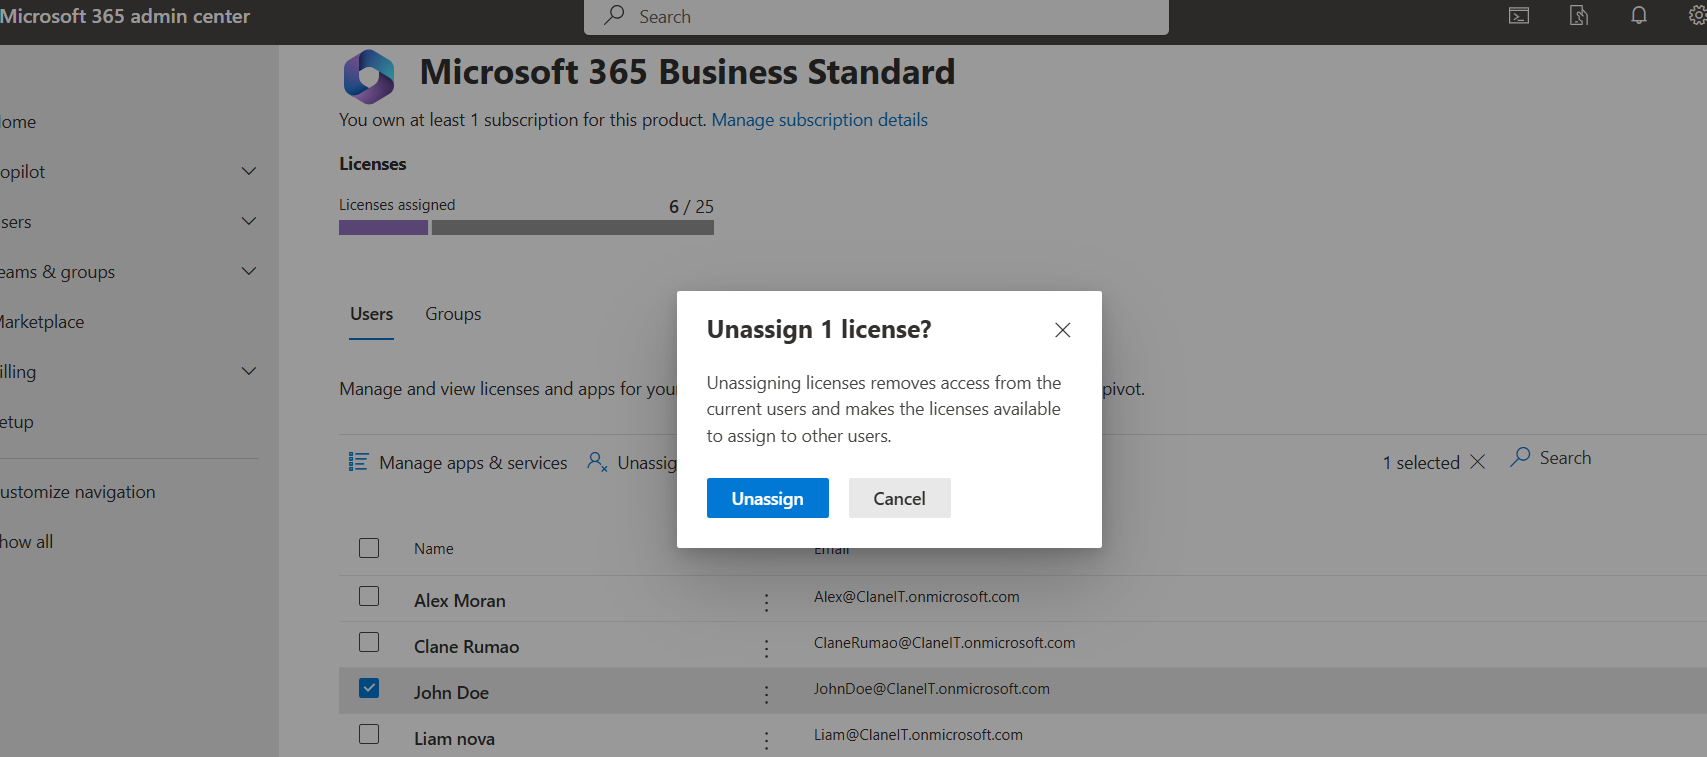 Microsoft 365 admin center
Search
Microsoft 365 Business Standard
You own at least 1 subscription for this product. Manage subscription details
Licenses
Licenses assigned 6 / 25
Users Groups
Manage and view licenses and apps for you pivot.
Manage apps & services Unassig 1 selected Search
Unassign 1 license?
Unassigning licenses removes access from the
current users and makes the licenses available
to assign to other users.
Unassign Cancel
Name Email
Alex Moran Alex@ClaneIT.onmicrosoft.com
Clane Rumao ClaneRumao@ClaneIT.onmicrosoft.com
John Doe JohnDoe@ClaneIT.onmicrosoft.com
Liam nova Liam@ClaneIT.onmicrosoft.com
ome
opilot
sers
eams & groups
Marketplace
illing
etup
ustomize navigation
how all